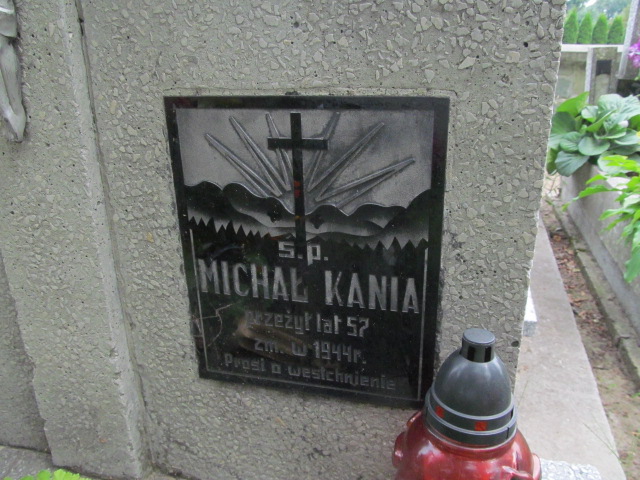 ś.p.
MICHAŁ KANIA
przeżył lat 57
zm. w 1944r.
Prosi o westchnienie